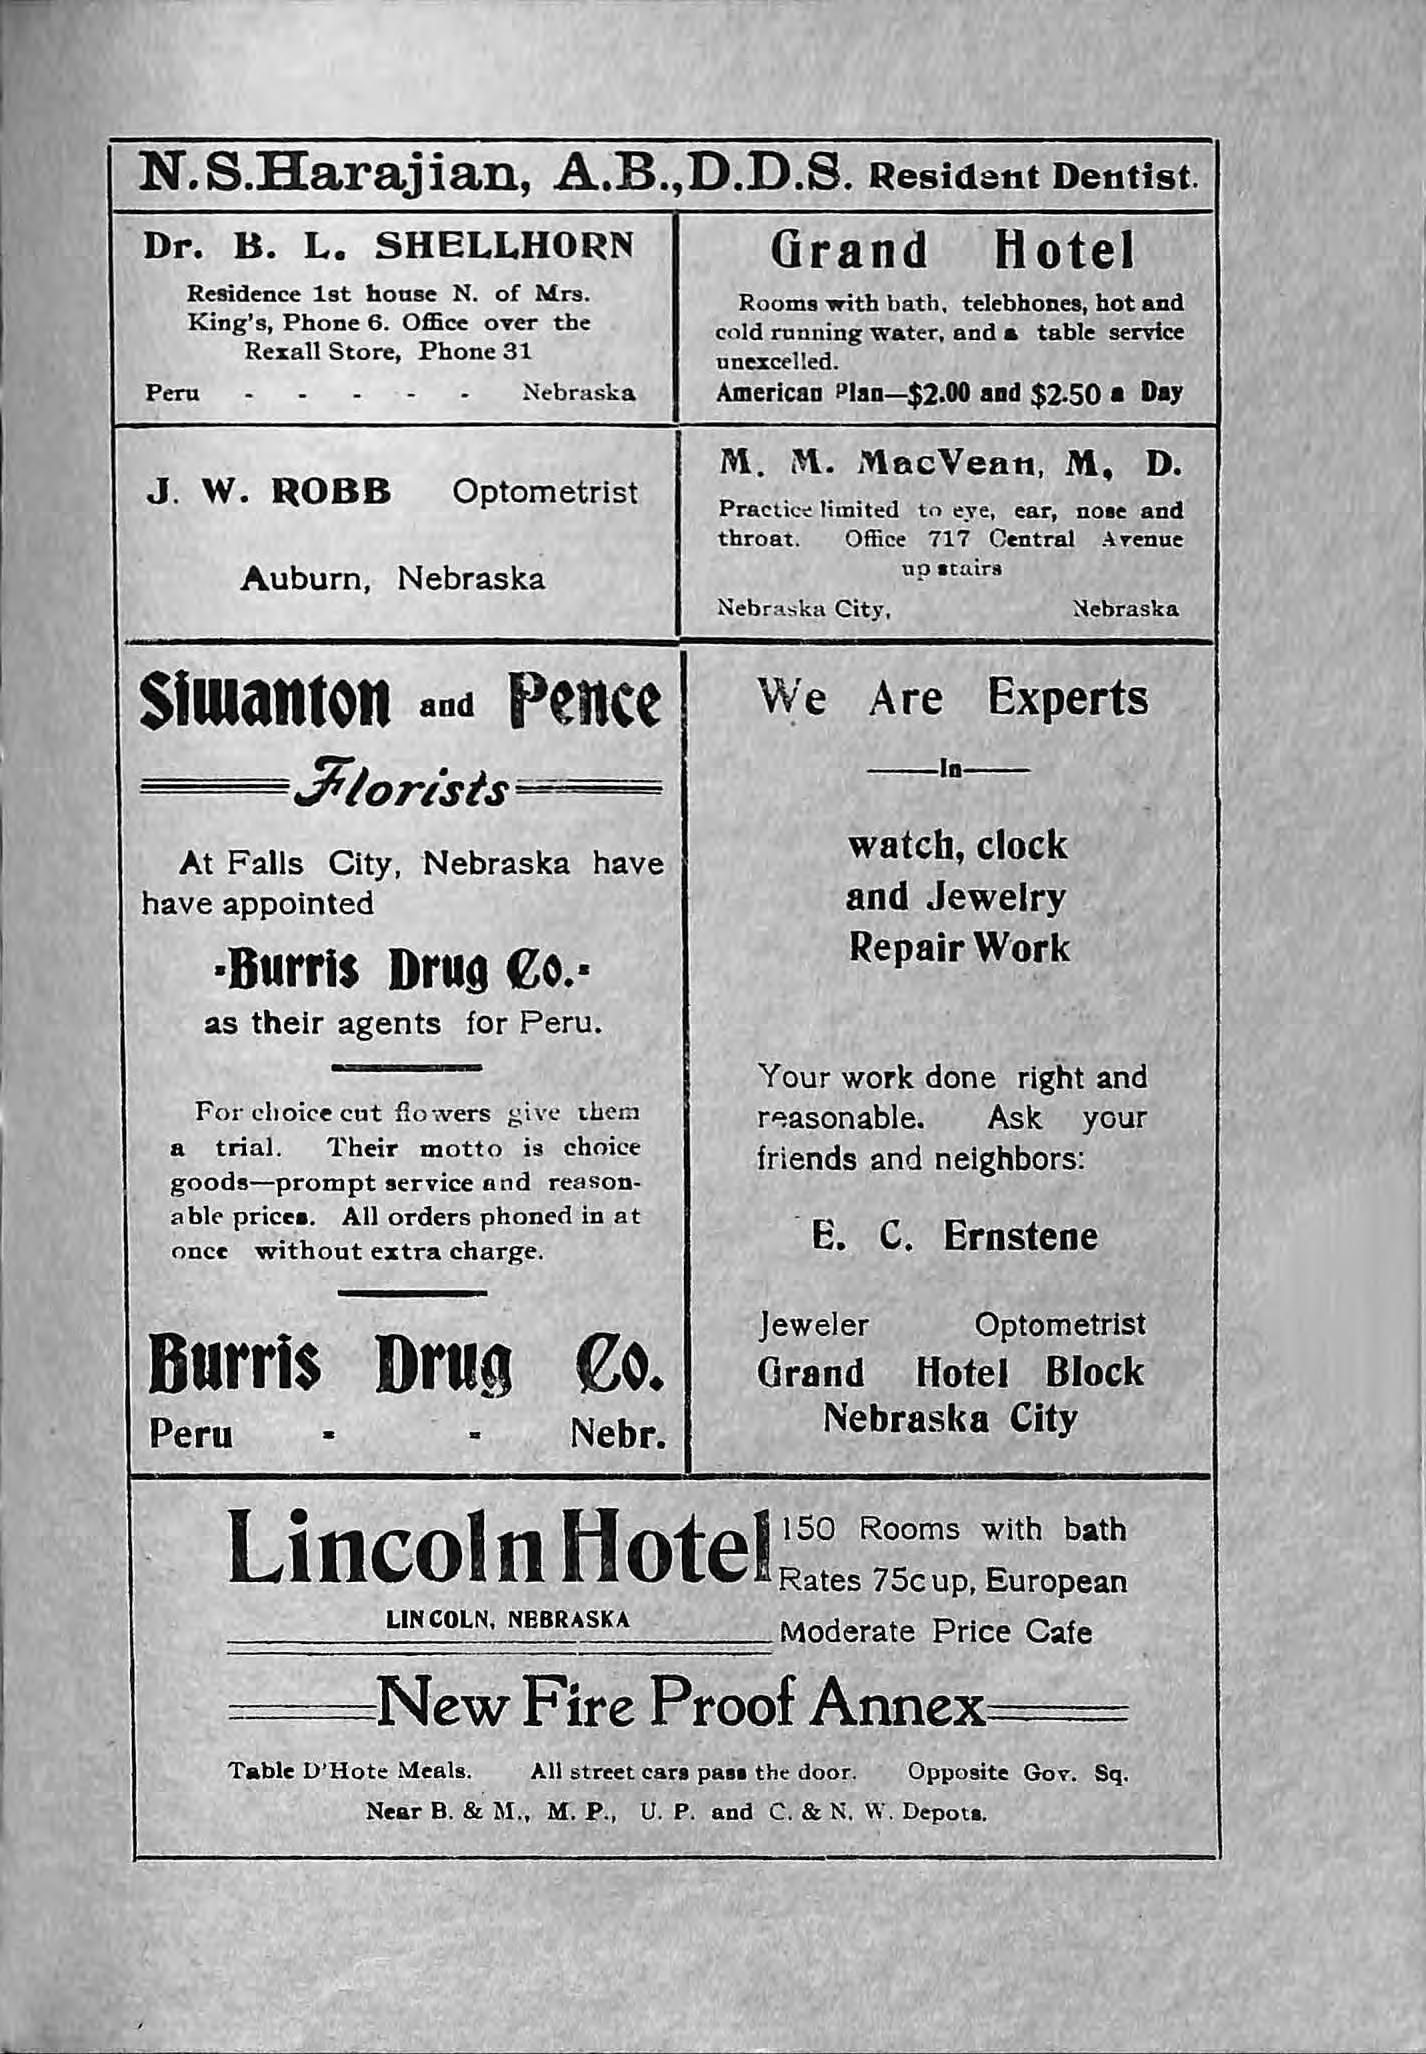 N.S.Harajian, A.B.,D.D.S. Resident Dentist.
Dr. B. L. SHELLHORN
Residence 1st house N. of Mrs.
King's, Phone 6. Office over the
Rexall Store, Phone 31
Peru - - - - - Nebraska
Grand Hotel
Rooms with bath, telebhones, hot and
cold running water, and a table service
unexcelled.
American Plan—$2.00 and $2.50 a Day
J. W. ROBB Optometrist
Auburn, Nebraska
M. M. MacVean, M, D.
Practice limited to eye, ear, nose and
throat. Office 717 Central Avenue
up stairs
Nebraska City, Nebraska
Siwanton and Pence
Florists
At Falls City, Nebraska have
have appointed
-Burris Drug Co.-
as their agents for Peru.
For choice cut flowers give them
a trial. Their motto is choice
goods—prompt service and reason-
able prices. All orders phoned in at
once without extra charge.
Burris Drug Co.
Peru - - Nebr.
We Are Experts
—In—
watch, clock
and Jewelry
Repair Work
Your work done right and
reasonable. Ask your
friends and neighbors:
E. C. Ernstene
Jeweler Optometrist
Grand Hotel Block
Nebraska City
Lincoln Hotel
LINCOLN, NEBRASKA
150 Rooms with bath
Rates 75c up, European
Moderate Price Cafe
New Fire Proof Annex
Table D'Hote Meals. All street cars pass the door. Opposite Gov. Sq.
Near B. & M., M. P., U. P. and C. & N. W. Depots.